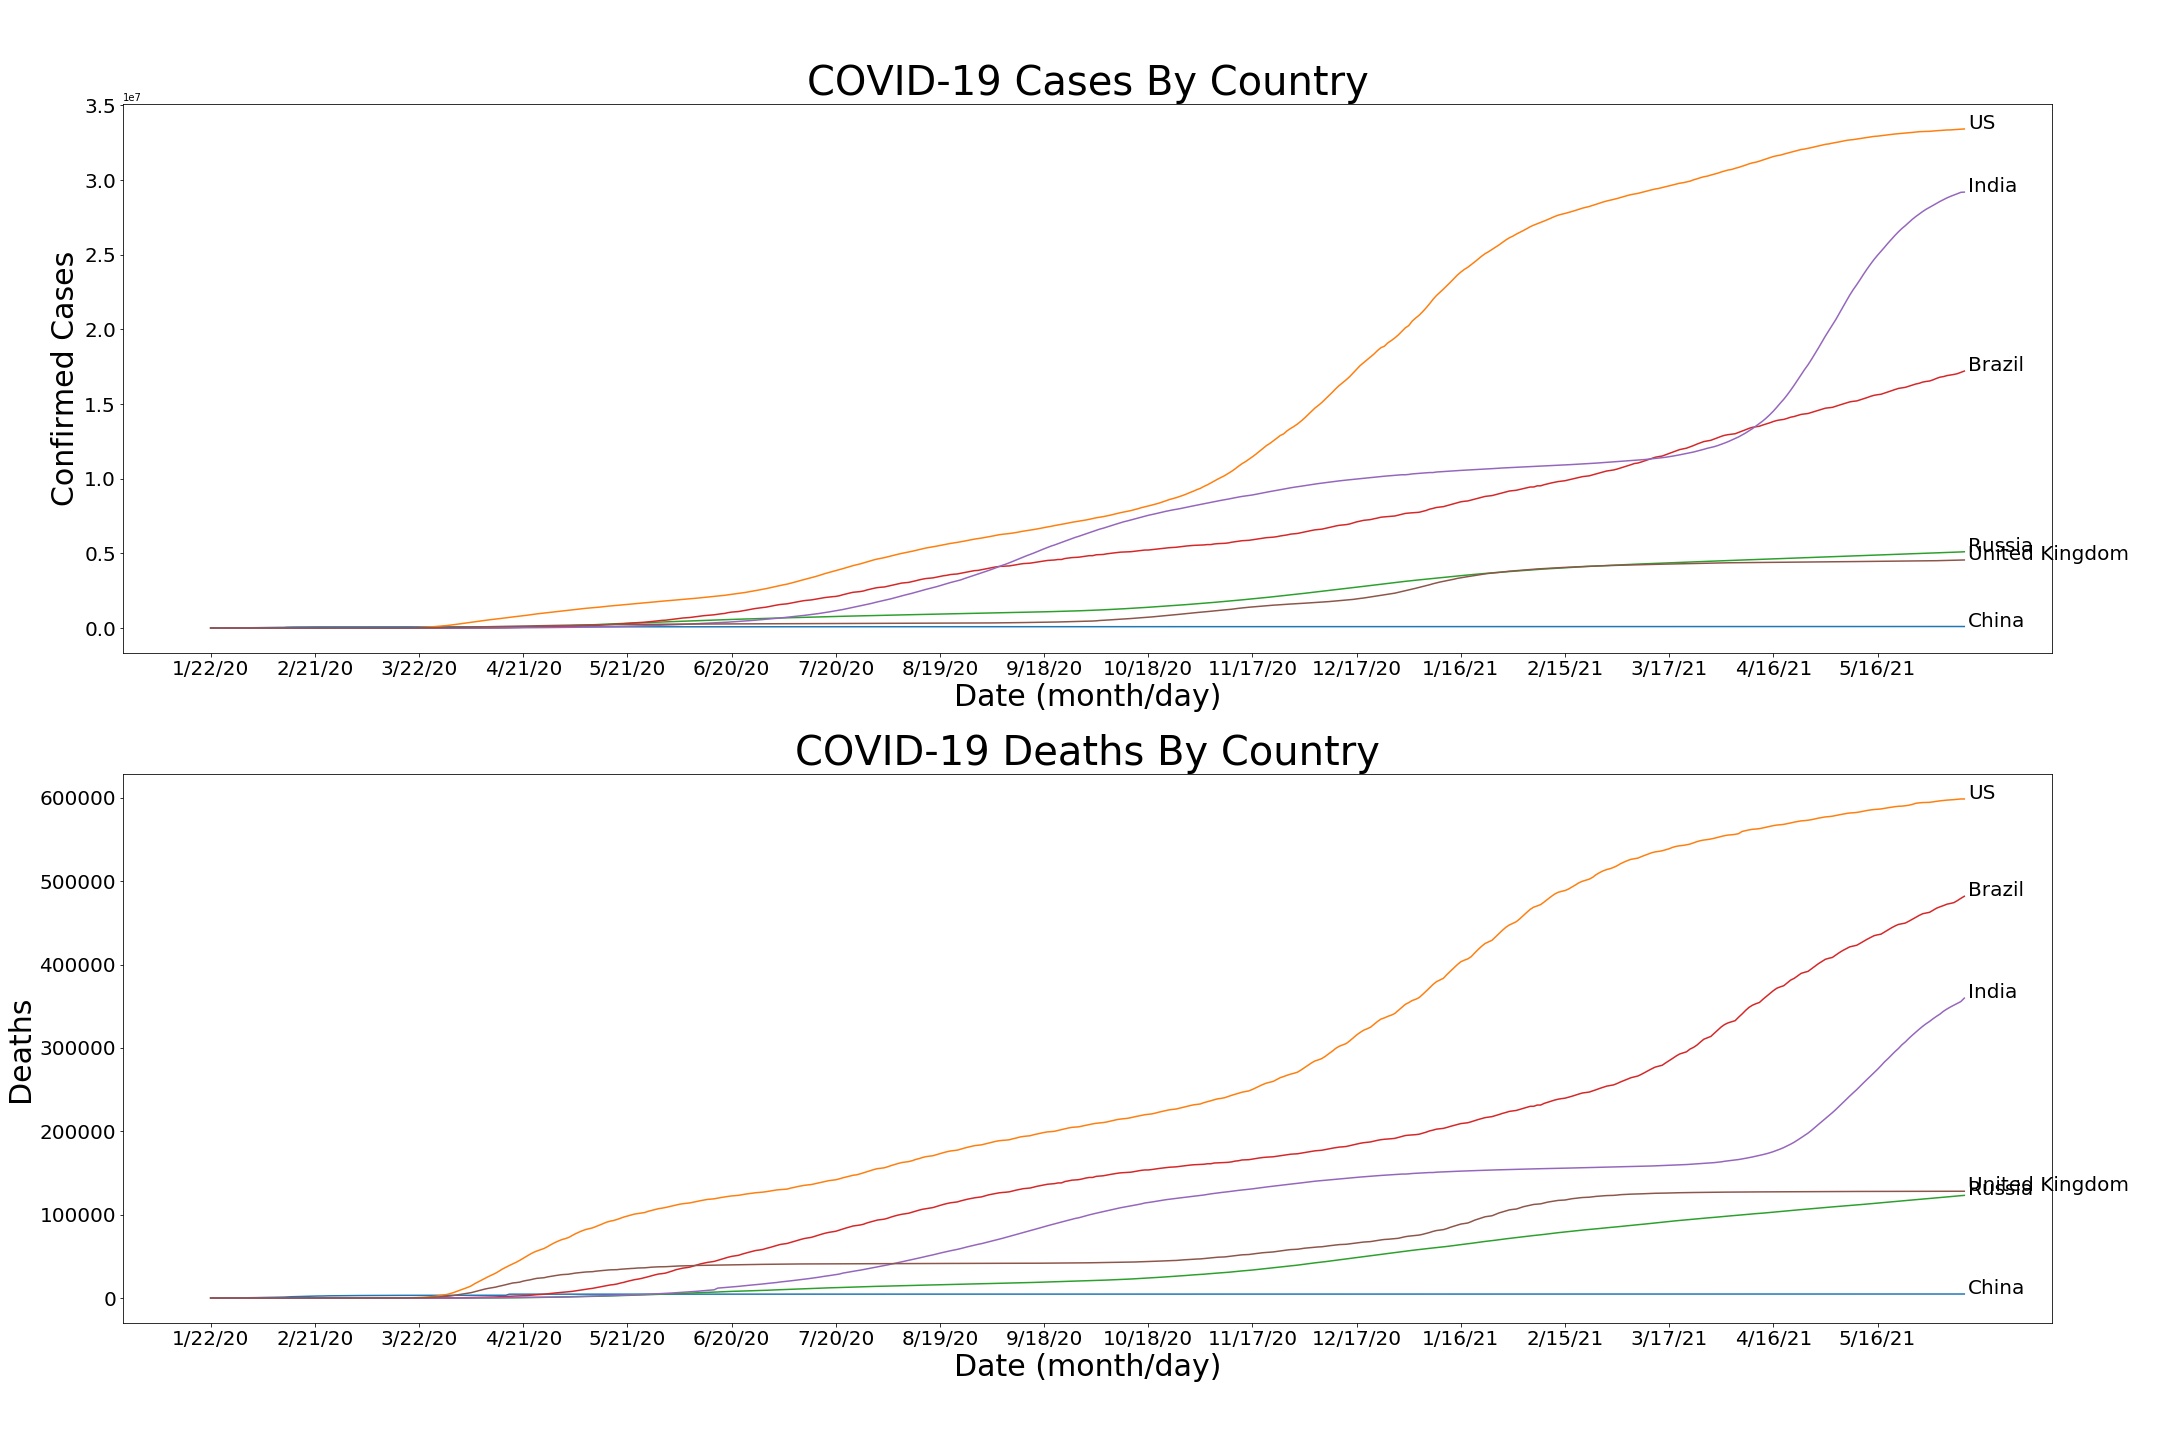 COVID-19 Cases By Country
1e7
3.5
3.0
2.5
2.0
1.5
1.0
0.5
0.0
Confirmed Cases
US
India
Brazil
Russia
United Kingdom
China
1/22/20 2/21/20 3/22/20 4/21/20 5/21/20 6/20/20 7/20/20 8/19/20 9/18/20 10/18/20 11/17/20 12/17/20 1/16/21 2/15/21 3/17/21 4/16/21 5/16/21
Date (month/day)
COVID-19 Deaths By Country
600000
500000
400000
300000
200000
100000
0
Deaths
US
Brazil
India
United Kingdom
Russia
China
1/22/20 2/21/20 3/22/20 4/21/20 5/21/20 6/20/20 7/20/20 8/19/20 9/18/20 10/18/20 11/17/20 12/17/20 1/16/21 2/15/21 3/17/21 4/16/21 5/16/21
Date (month/day)